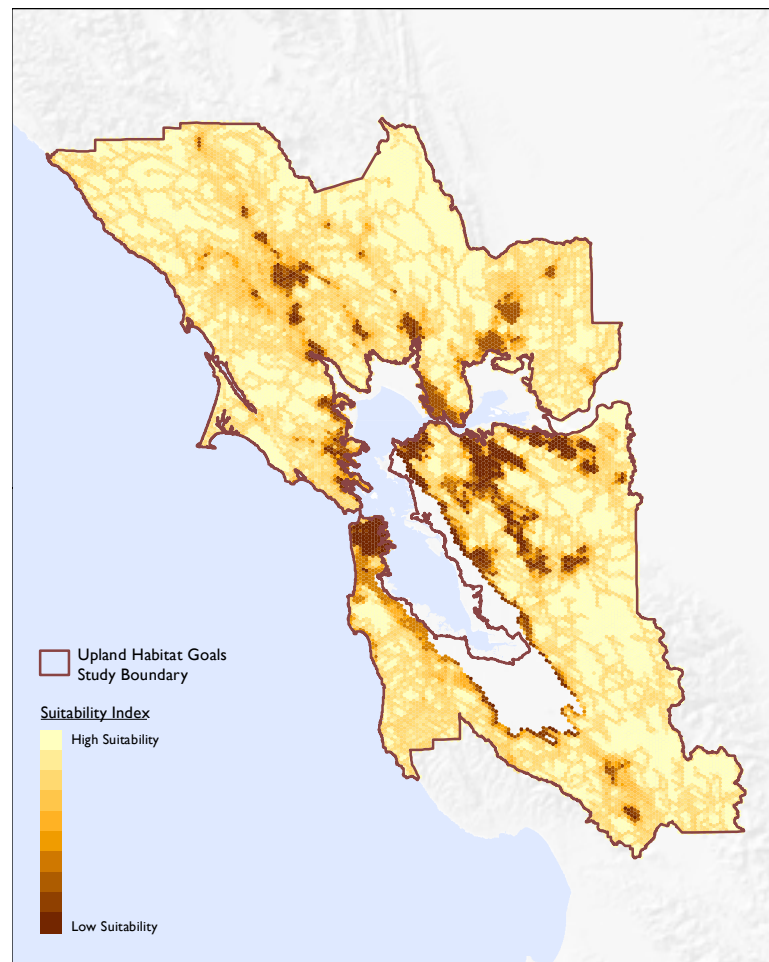 Upland Habitat Goals
Study Boundary
Suitability Index
High Suitability
Low Suitability